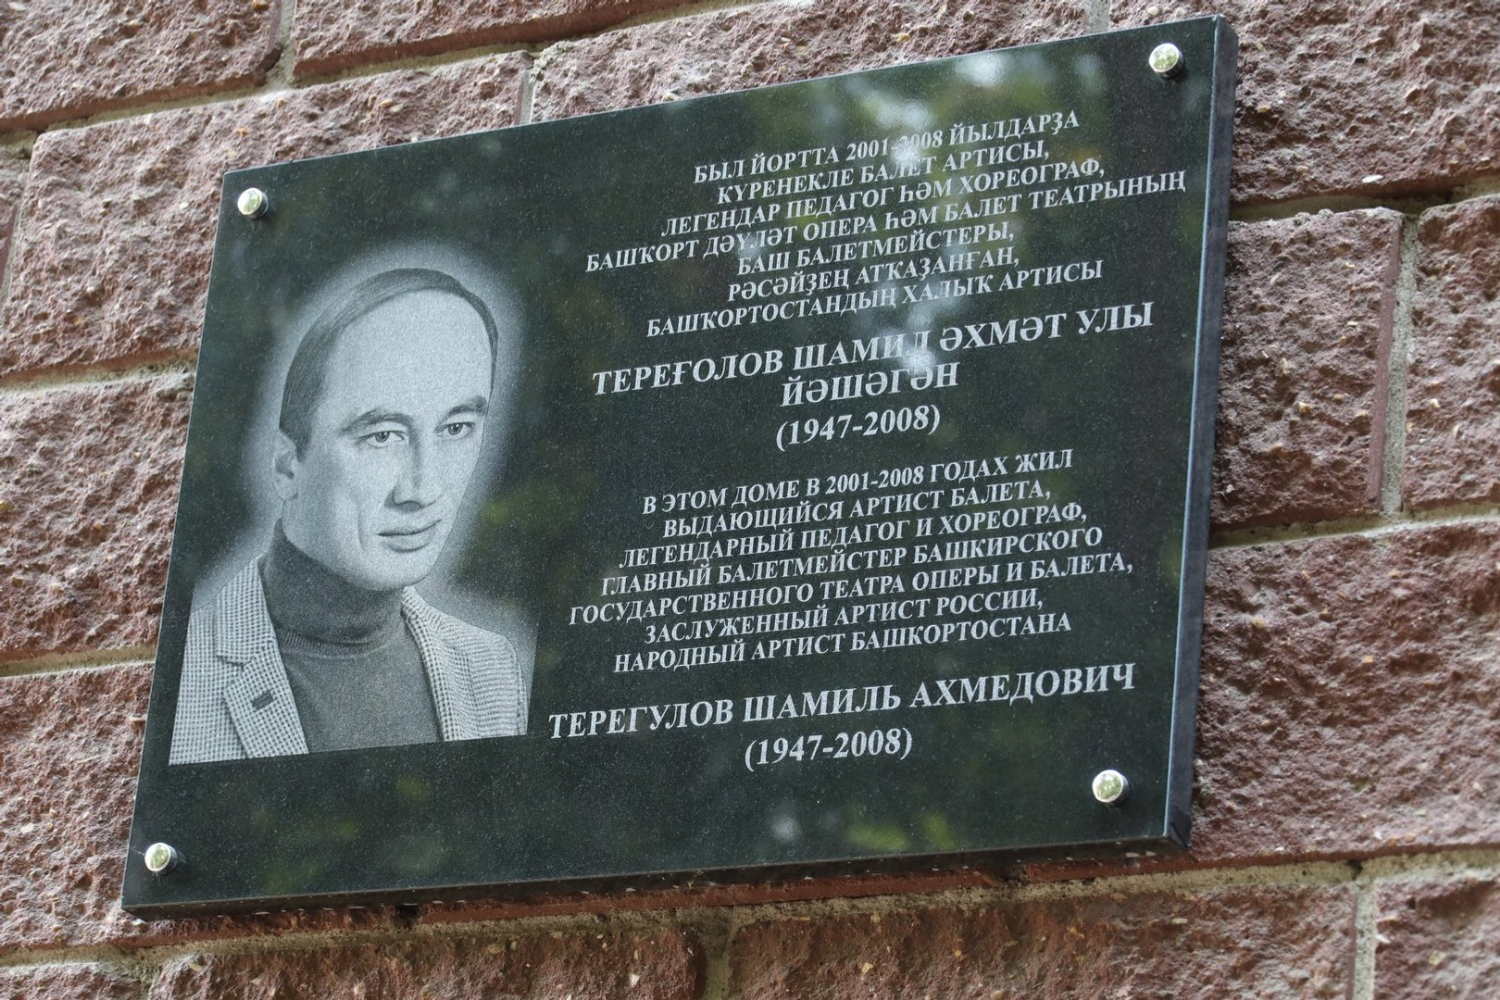 БЫЛ ЙОРТТА 2001-2008 ЙЫЛДАРҘА
КҮРЕНЕКЛЕ БАЛЕТ АРТИСЫ,
ЛЕГЕНДАР ПЕДАГОГ ҺӘМ ХОРЕОГРАФ,
БАШҠОРТ ДӘҮЛӘТ ОПЕРА ҺӘМ БАЛЕТ ТЕАТРЫНЫҢ
БАШ БАЛЕТМЕЙСТЕРЫ,
РӘСӘЙҘЕҢ АТҠАҘАНҒАН,
БАШҠОРТОСТАНДЫҢ ХАЛЫҠ АРТИСЫ
ТЕРЕҒОЛОВ ШАМИЛ ӘХМӘТ УЛЫ
ЙӘШӘГӘН
(1947-2008)
В ЭТОМ ДОМЕ В 2001-2008 ГОДАХ ЖИЛ
ВЫДАЮЩИЙСЯ АРТИСТ БАЛЕТА,
ЛЕГЕНДАРНЫЙ ПЕДАГОГ И ХОРЕОГРАФ,
ГЛАВНЫЙ БАЛЕТМЕЙСТЕР БАШКИРСКОГО
ГОСУДАРСТВЕННОГО ТЕАТРА ОПЕРЫ И БАЛЕТА,
ЗАСЛУЖЕННЫЙ АРТИСТ РОССИИ,
НАРОДНЫЙ АРТИСТ БАШКОРТОСТАНА
ТЕРЕГУЛОВ ШАМИЛЬ АХМЕДОВИЧ
(1947-2008)